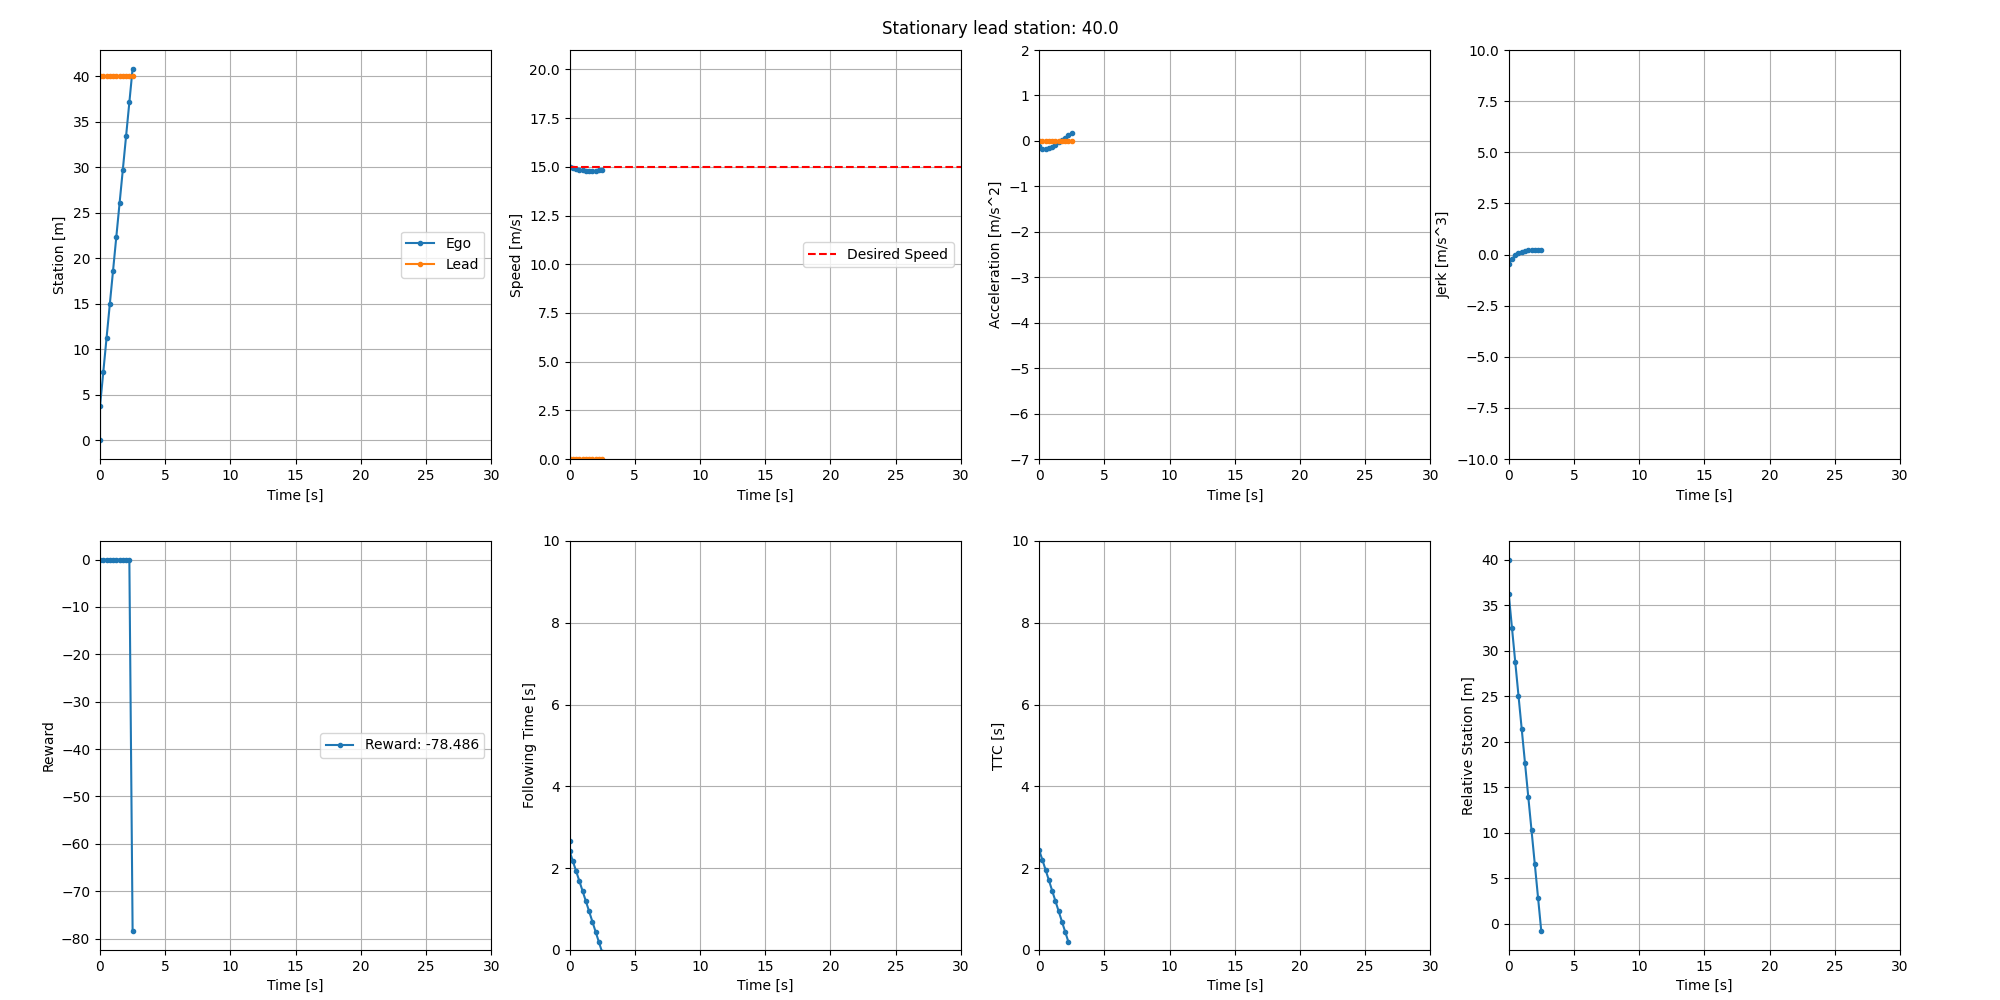 Stationary lead station: 40.0
Station [m]
40
35
30
25
20
15
10
5
0
Ego
Lead
0 5 10 15 20 25 30
Time [s]
Speed [m/s]
20.0
17.5
15.0
12.5
10.0
7.5
5.0
2.5
0.0
Desired Speed
0 5 10 15 20 25 30
Time [s]
Acceleration [m/s^2]
2
1
0
−1
−2
−3
−4
−5
−6
−7
0 5 10 15 20 25 30
Time [s]
Jerk [m/s^3]
10.0
7.5
5.0
2.5
0.0
−2.5
−5.0
−7.5
−10.0
0 5 10 15 20 25 30
Time [s]
Reward
0
−10
−20
−30
−40
−50
−60
−70
−80
Reward: -78.486
0 5 10 15 20 25 30
Time [s]
Following Time [s]
10
8
6
4
2
0
0 5 10 15 20 25 30
Time [s]
TTC [s]
10
8
6
4
2
0
0 5 10 15 20 25 30
Time [s]
Relative Station [m]
40
35
30
25
20
15
10
5
0
0 5 10 15 20 25 30
Time [s]